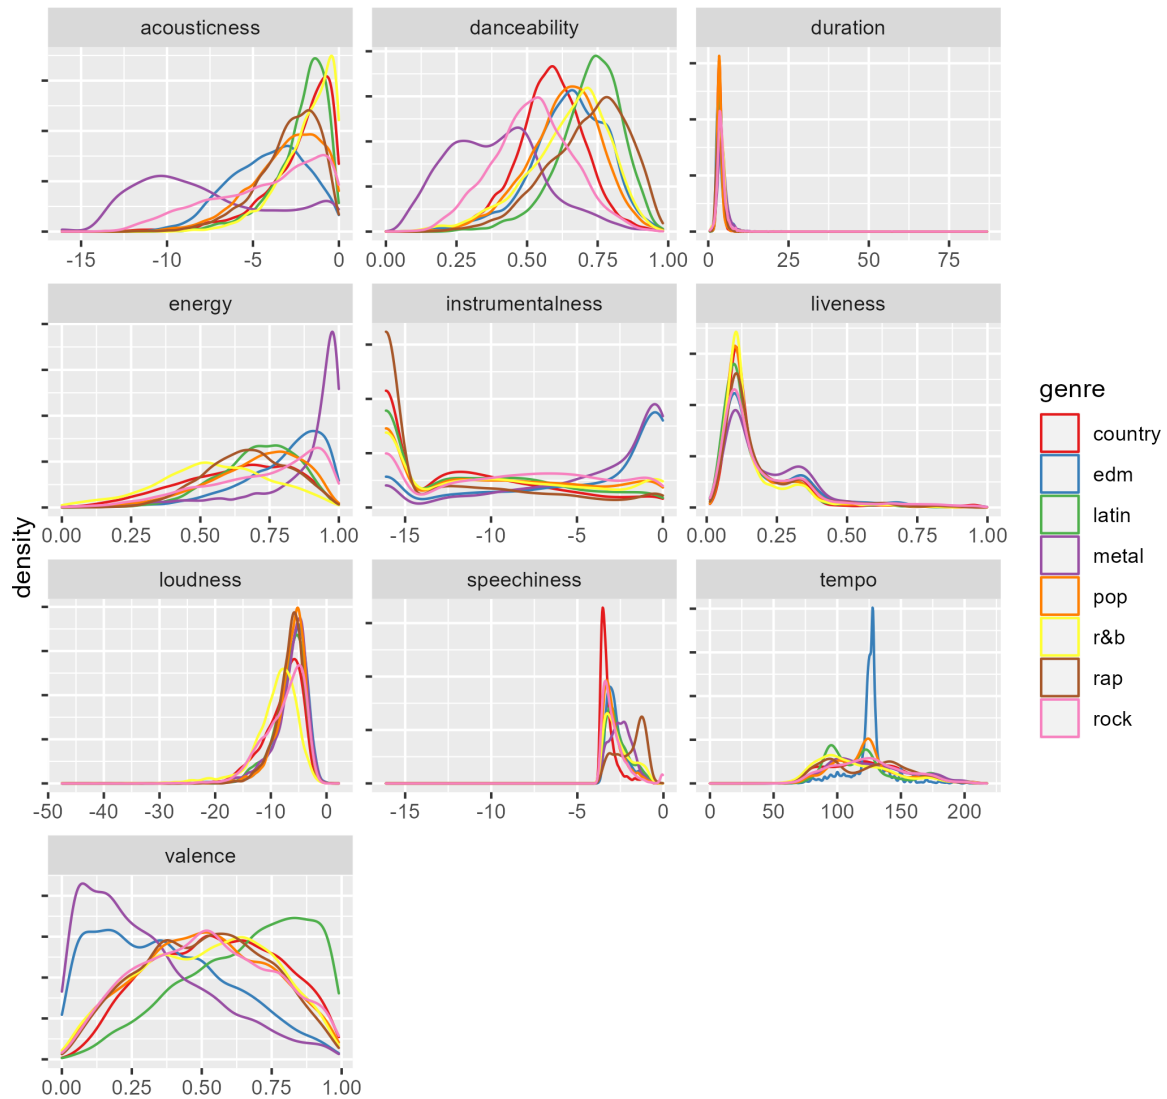 acousticness danceability duration
-15 -10 -5 0 0.00 0.25 0.50 0.75 1.00 0 25 50 75
energy instrumentalness liveness
0.00 0.25 0.50 0.75 1.00 -15 -10 -5 0 0.00 0.25 0.50 0.75 1.00
density
loudness speechiness tempo
-50 -40 -30 -20 -10 0 -15 -10 -5 0 0 50 100 150 200
valence
0.00 0.25 0.50 0.75 1.00
genre
country
edm
latin
metal
pop
r&b
rap
rock